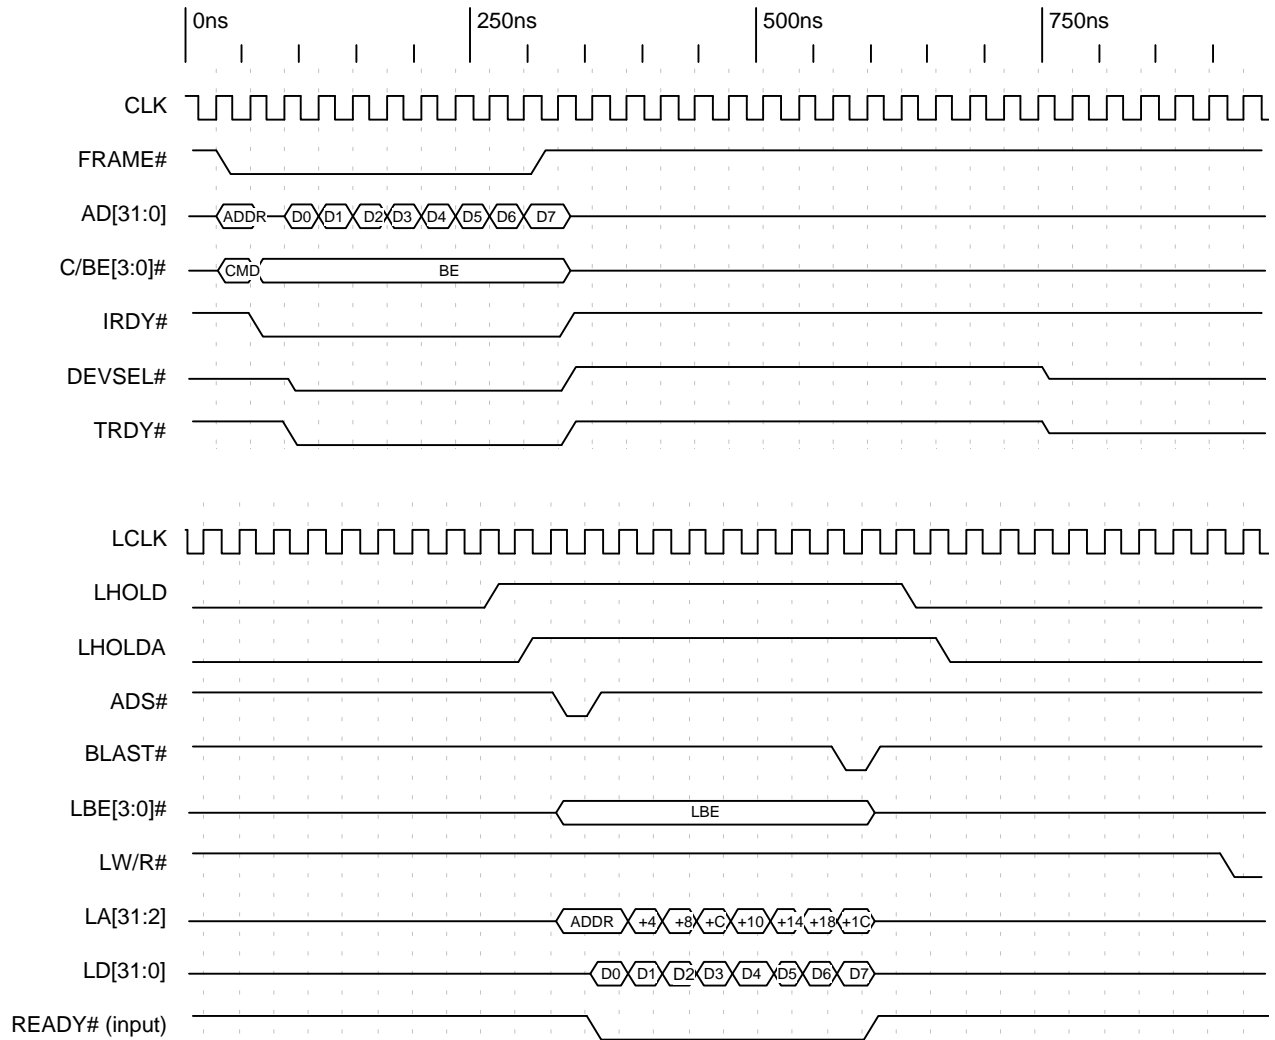 0ns 250ns 500ns 750ns
CLK
FRAME#
AD[31:0] ADDR D0 D1 D2 D3 D4 D5 D6 D7
C/BE[3:0]# CMD BE
IRDY#
DEVSEL#
TRDY#
LCLK
LHOLD
LHOLDA
ADS#
BLAST#
LBE[3:0]# LBE
LW/R#
LA[31:2] ADDR +4 +8 +C +10 +14 +18 +1C
LD[31:0] D0 D1 D2 D3 D4 D5 D6 D7
READY# (input)